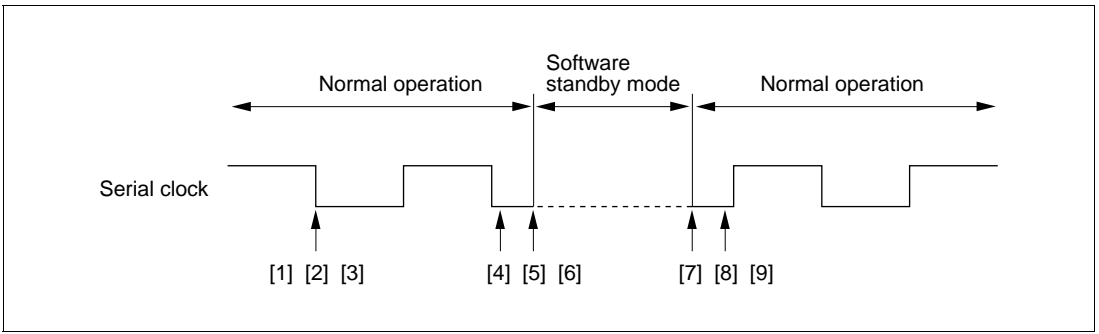 Software
Normal operation standby mode Normal operation
Serial clock
[1] [2] [3] [4] [5] [6] [7] [8] [9]